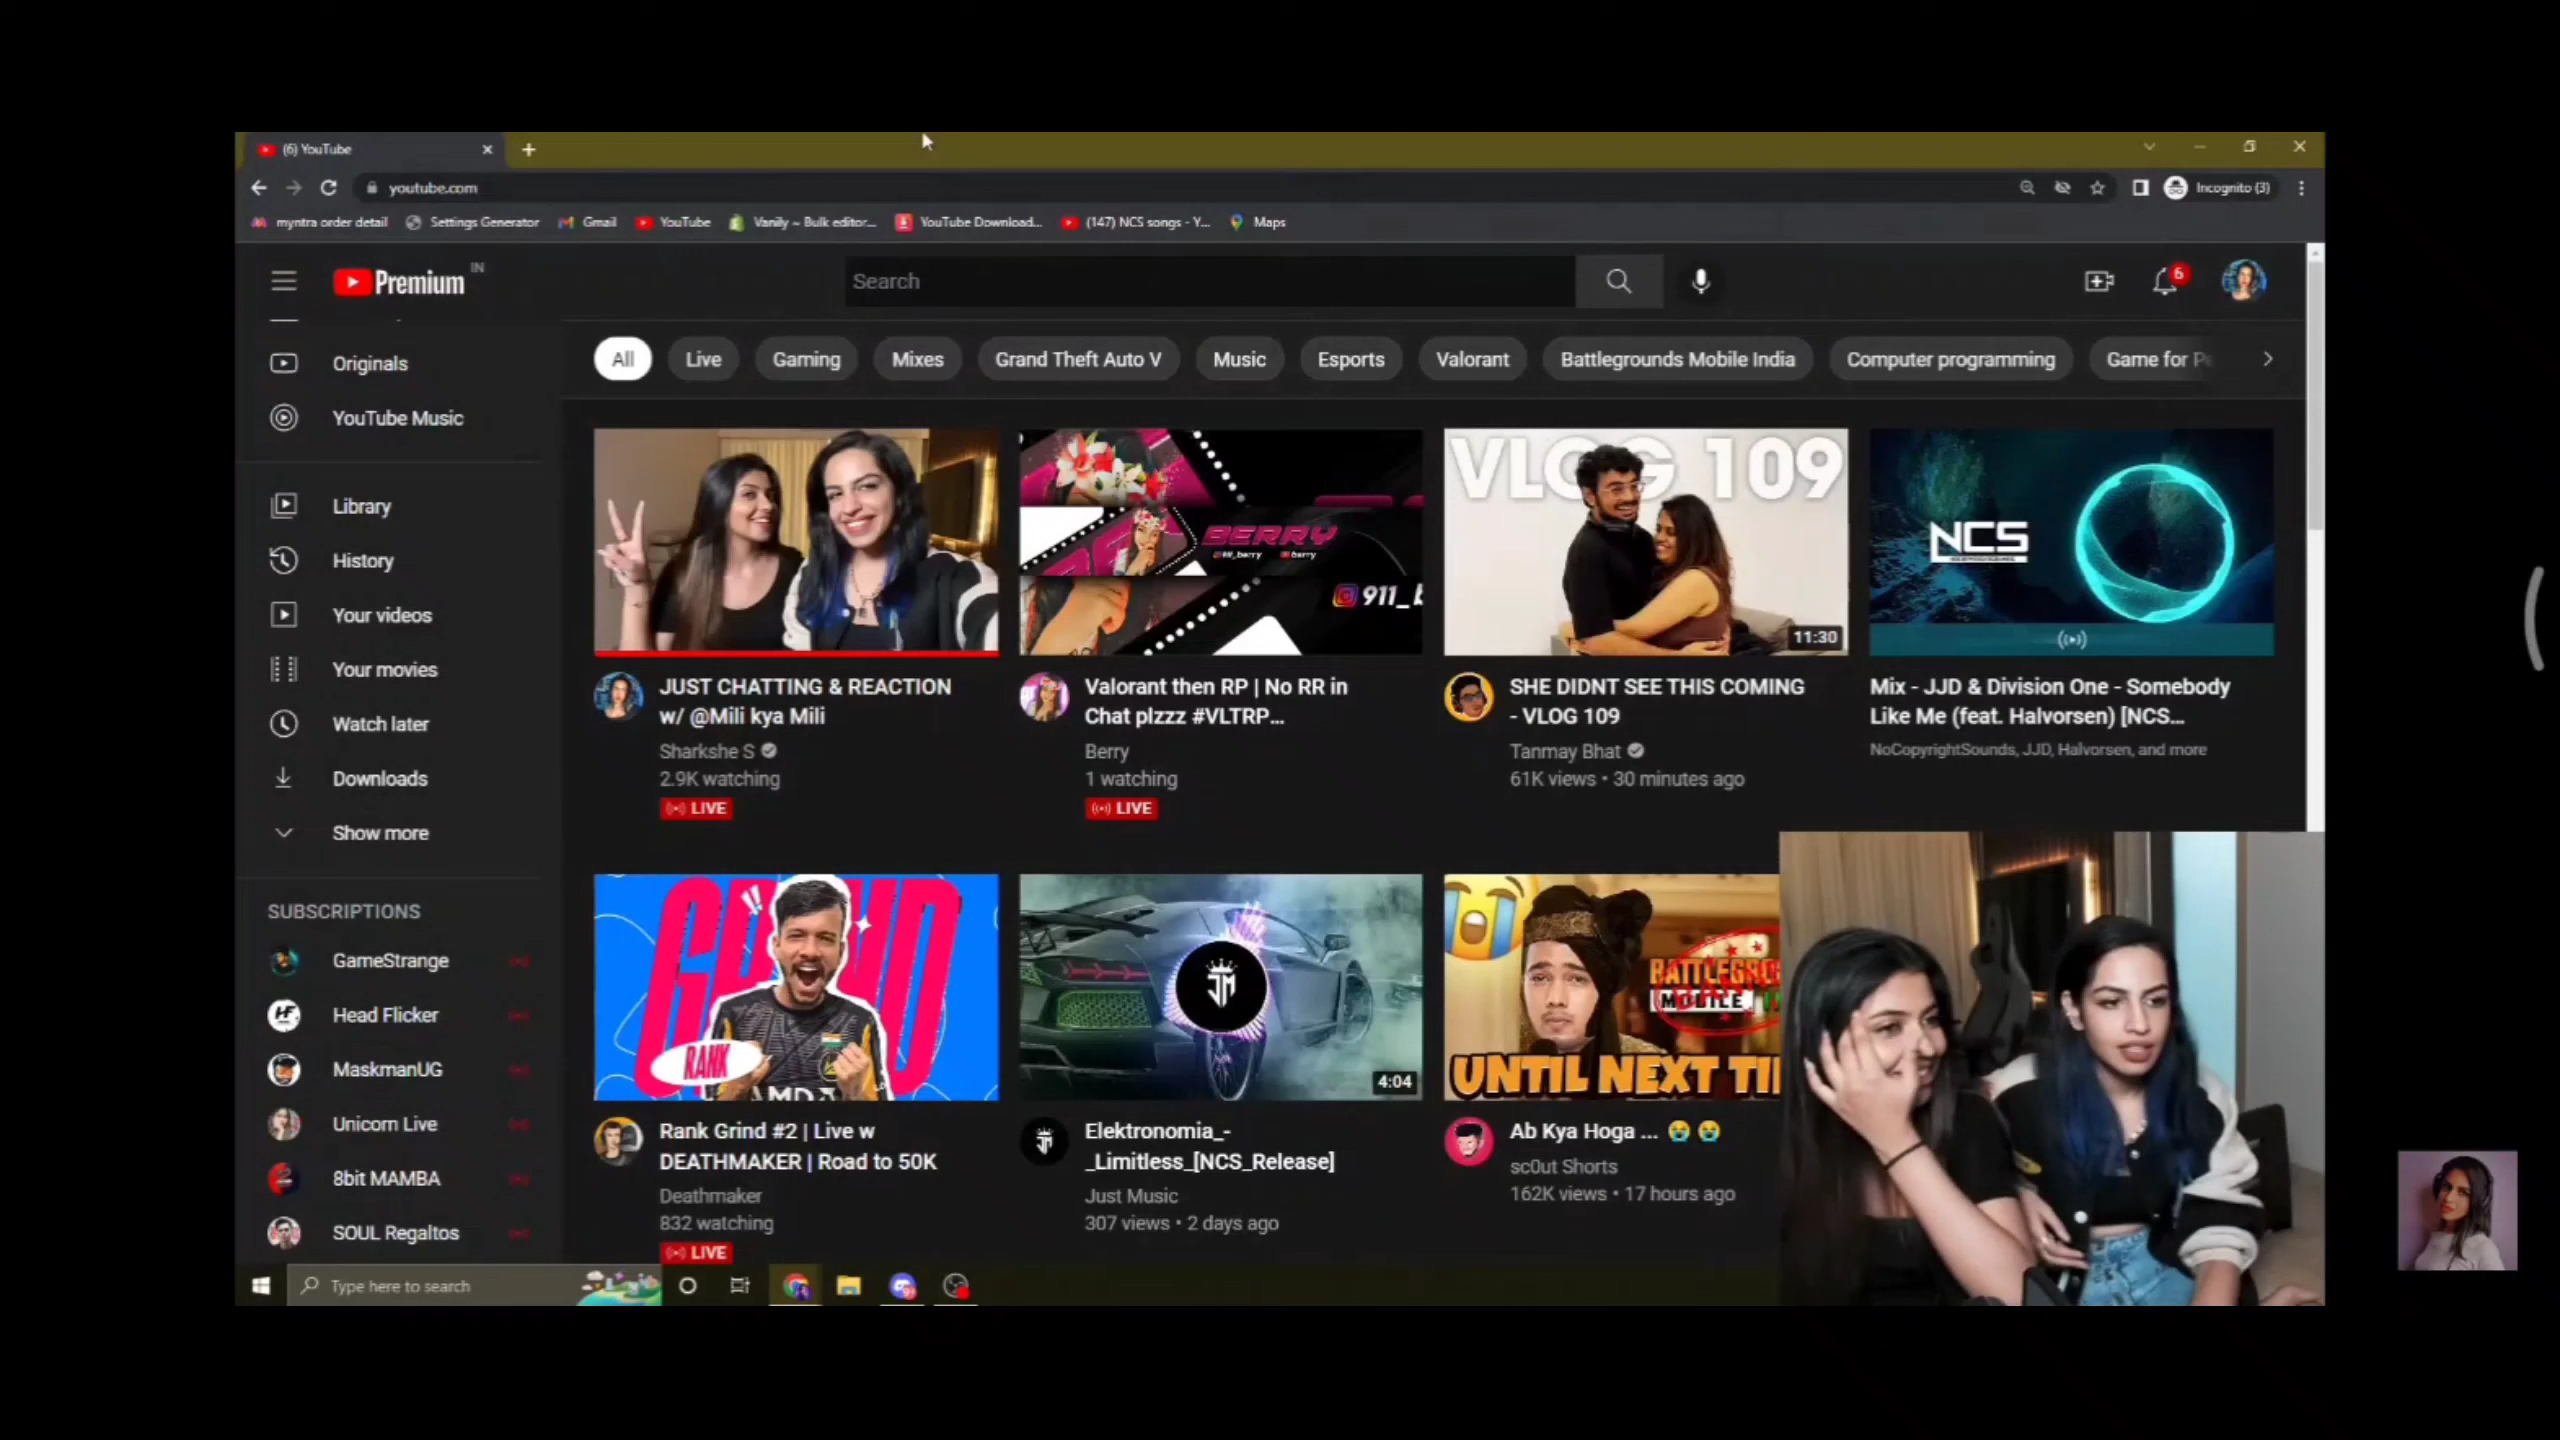 (6) YouTube
youtube.com
Incognito (3)
myntra order detail
Settings Generator
Gmail
YouTube
Vanily ~ Bulk editor...
YouTube Download...
(147) NCS songs - Y...
Maps
Premium IN
Search
6
Originals
YouTube Music
Library
History
Your videos
Your movies
Watch later
Downloads
Show more
SUBSCRIPTIONS
GameStrange
Head Flicker
MaskmanUG
Unicorn Live
8bit MAMBA
SOUL Regaltos
All
Live
Gaming
Mixes
Grand Theft Auto V
Music
Esports
Valorant
Battlegrounds Mobile India
Computer programming
Game for Pe
JUST CHATTING & REACTION
w/ @Mili kya Mili
Sharkshe S
2.9K watching
LIVE
BERRY
911_b
Valorant then RP | No RR in
Chat plzzz #VLTRP...
Berry
1 watching
LIVE
VLOG 109
11:30
SHE DIDNT SEE THIS COMING
- VLOG 109
Tanmay Bhat
61K views • 30 minutes ago
NCS
Mix - JJD & Division One - Somebody
Like Me (feat. Halvorsen) [NCS...
NoCopyrightSounds, JJD, Halvorsen, and more
RANK
Rank Grind #2 | Live w
DEATHMAKER | Road to 50K
Deathmaker
832 watching
LIVE
JM
4:04
Elektronomia_-
_Limitless_[NCS_Release]
Just Music
307 views • 2 days ago
MOBILE
UNTIL NEXT TI
Ab Kya Hoga ... 😭 😭
sc0ut Shorts
162K views • 17 hours ago
Type here to search